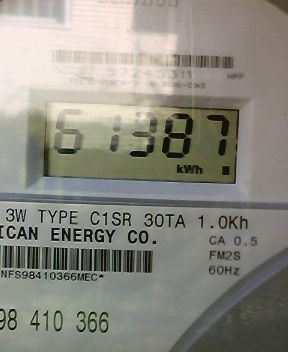 61387
kWh
3W TYPE C1SR 30TA 1.0Kh
ICAN ENERGY CO.
CA 0.5
FM2S
60Hz
NFS98410366MEC*
98 410 366